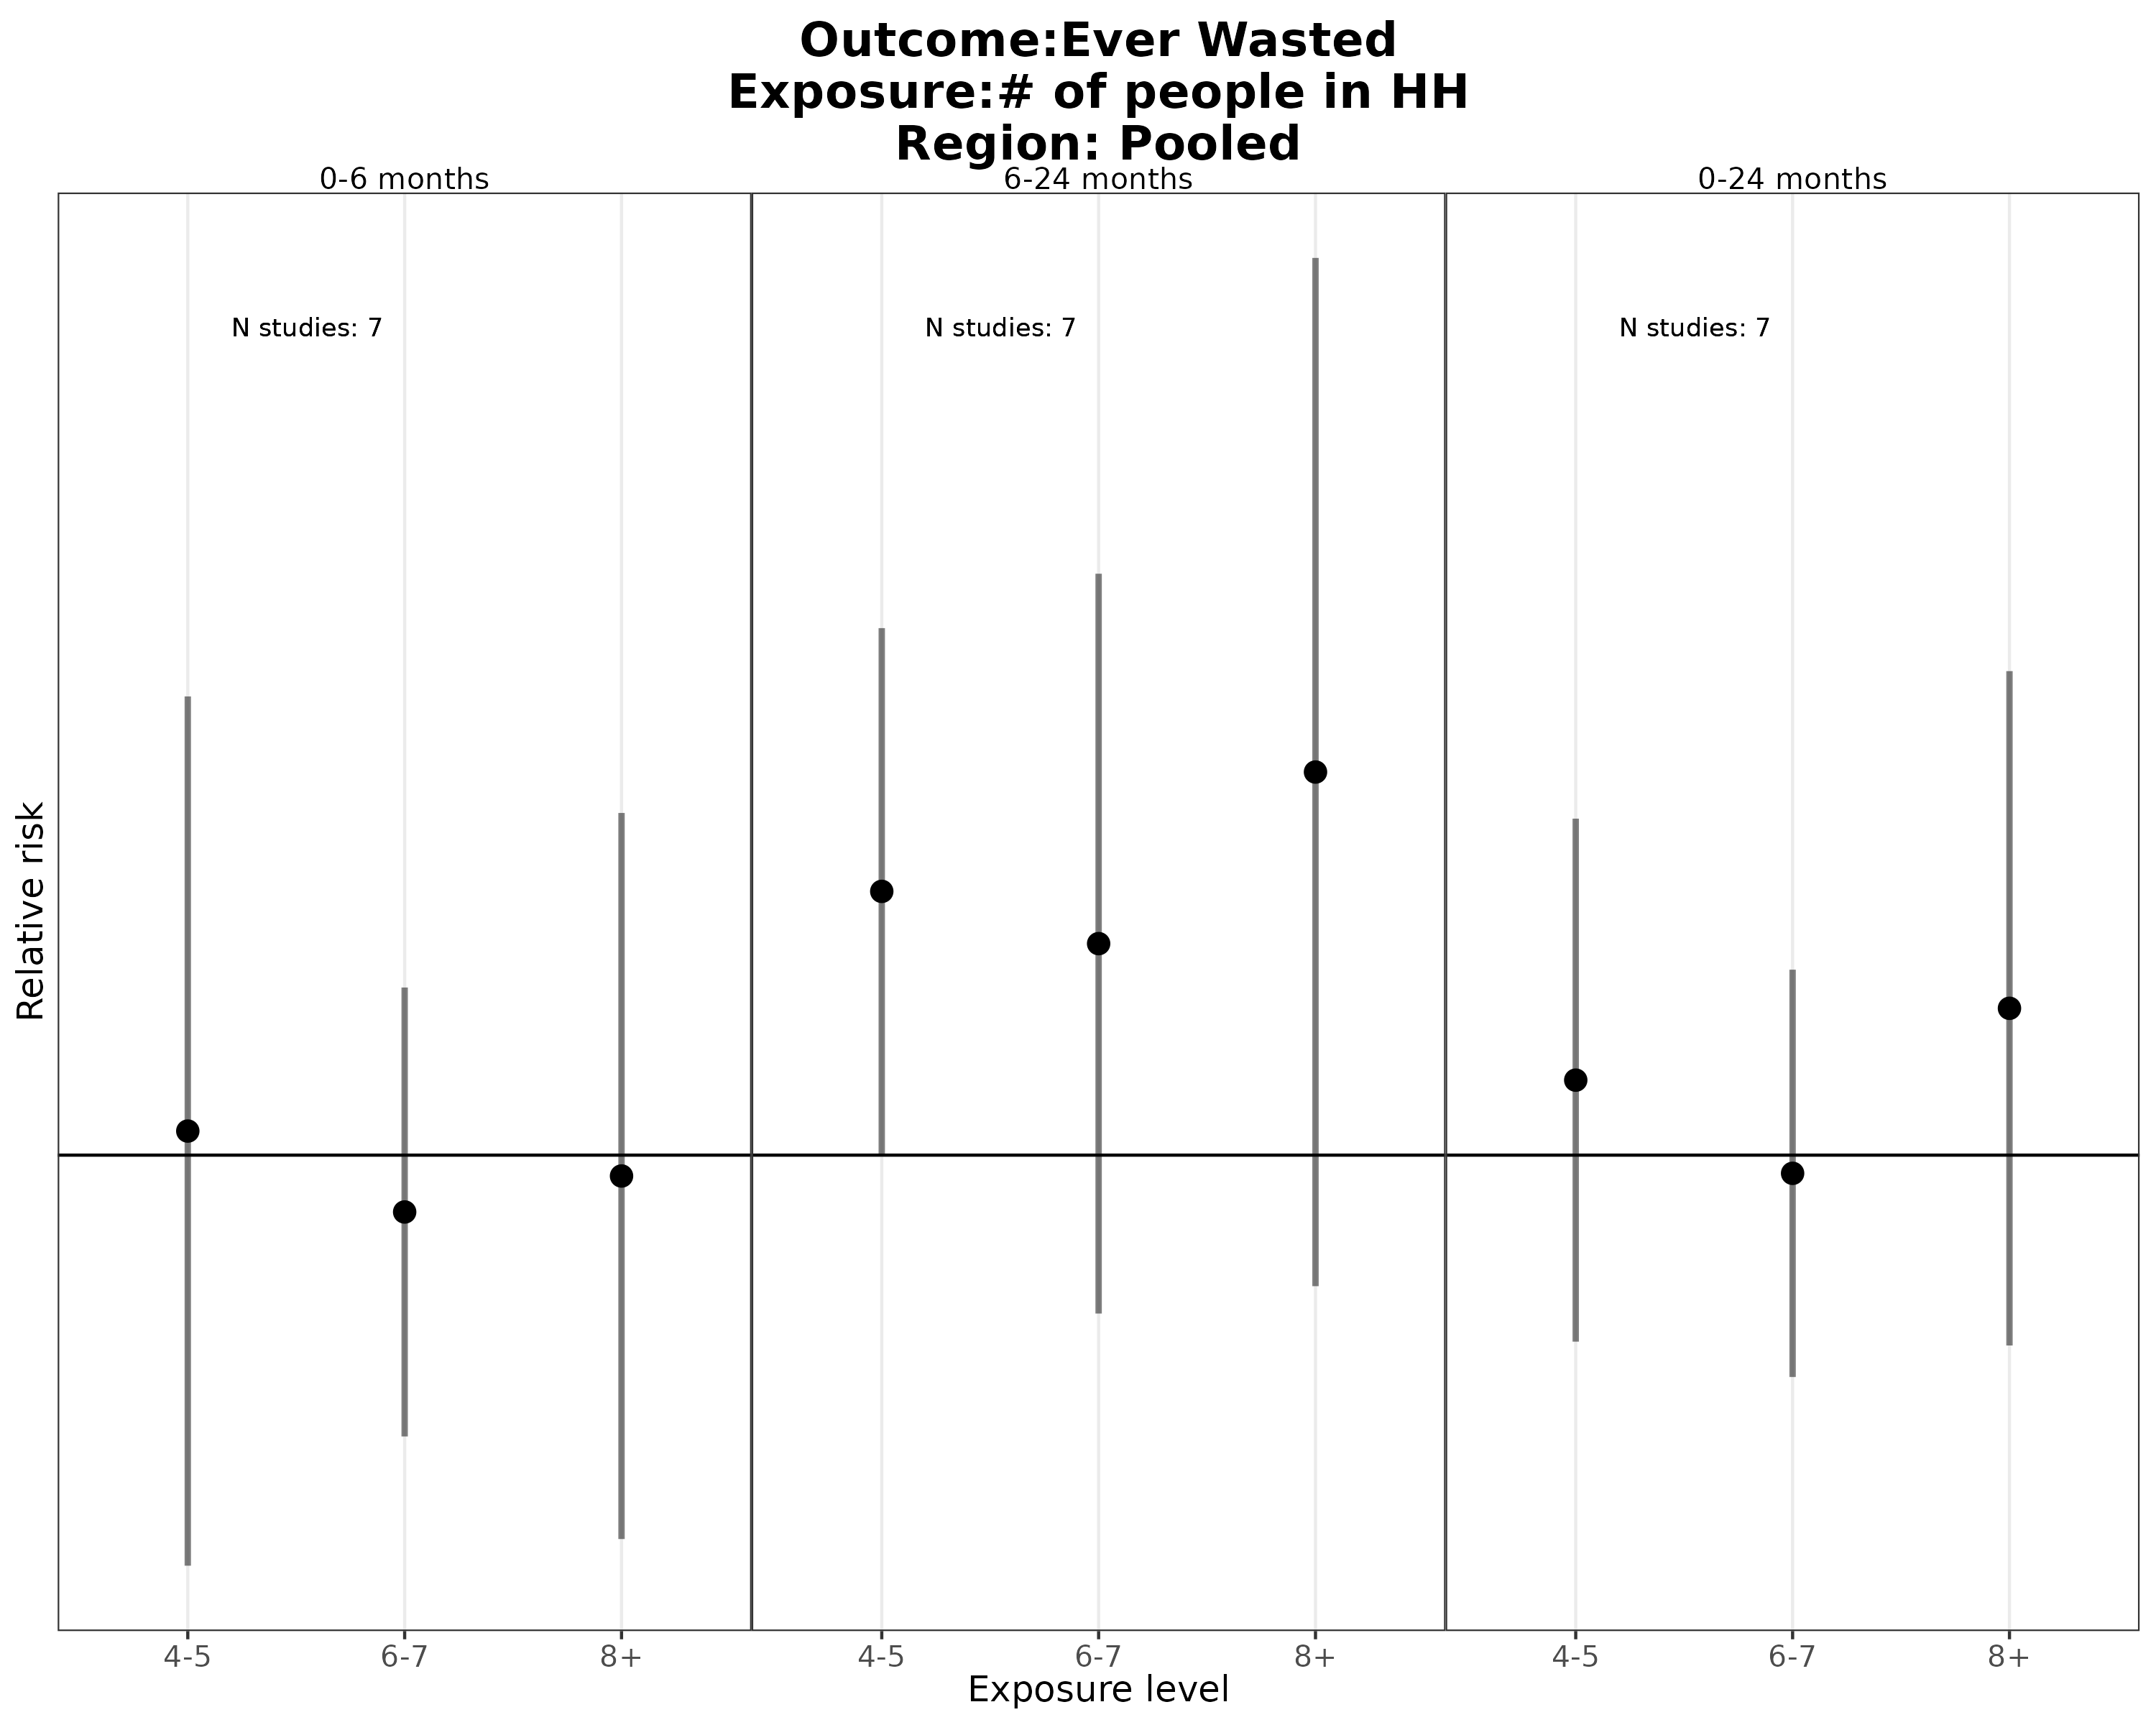 Outcome:Ever Wasted
Exposure:# of people in HH
Region: Pooled
0-6 months
6-24 months
0-24 months
N studies: 7
N studies: 7
N studies: 7
Relative risk
4-5
6-7
8+
4-5
6-7
8+
4-5
6-7
8+
Exposure level